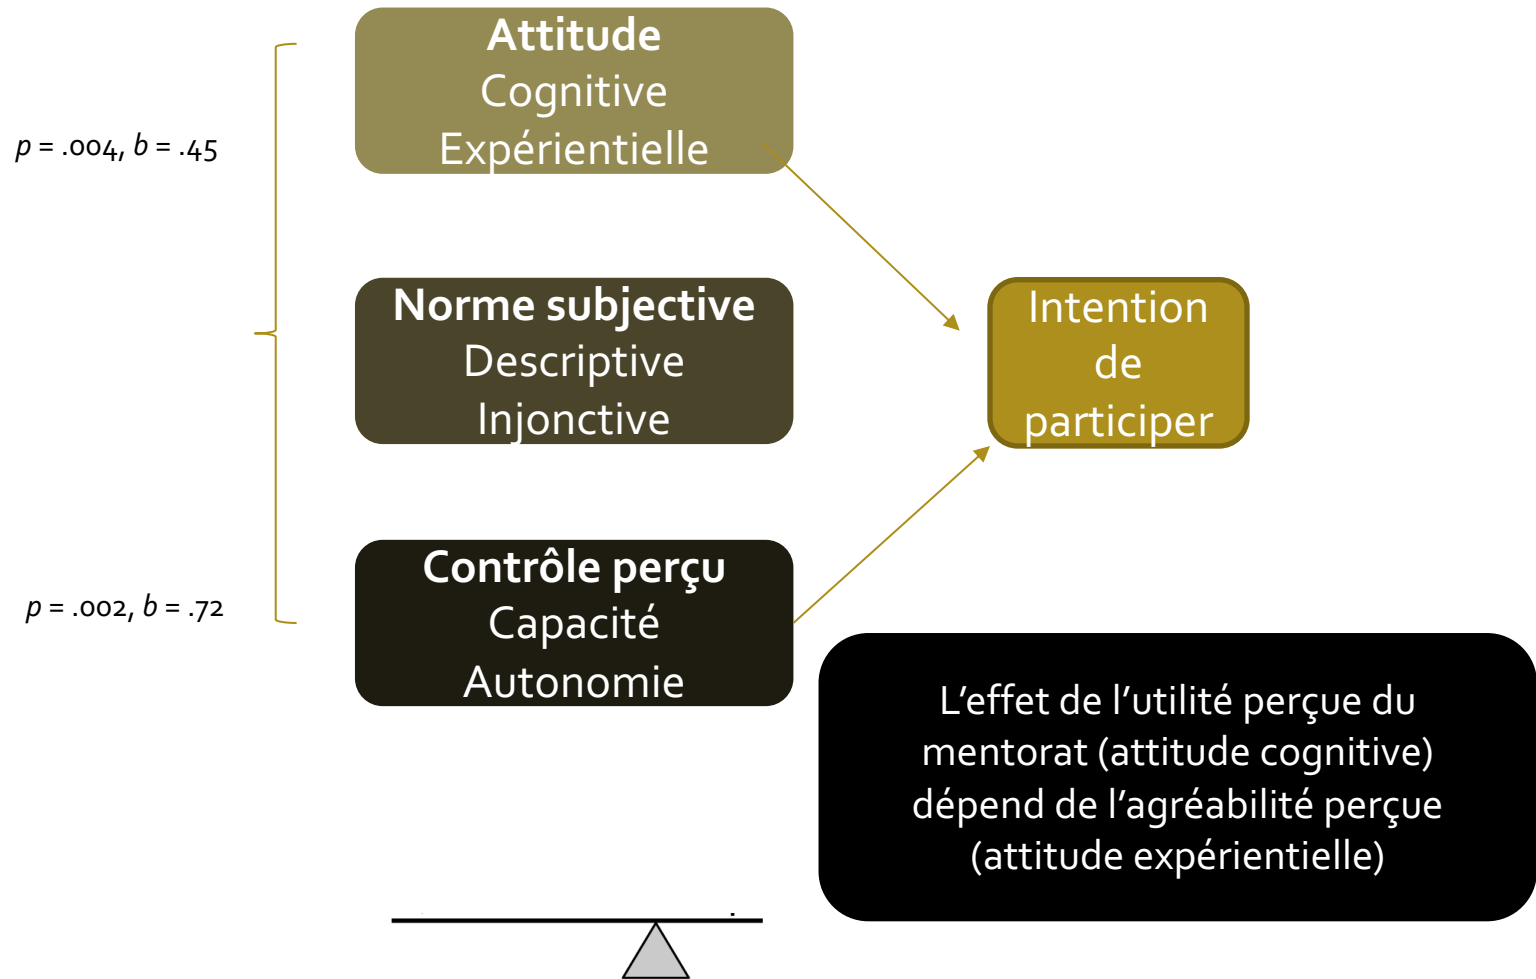 Attitude
Cognitive
Expérientielle
p = .004, b = .45
Norme subjective
Descriptive
Injonctive
Intention
de
participer
Contrôle perçu
Capacité
Autonomie
p = .002, b = .72
L’effet de l’utilité perçue du
mentorat (attitude cognitive)
dépend de l’agréabilité perçue
(attitude expérientielle)